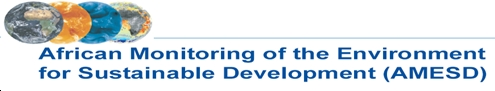 African Monitoring of the Environment
for Sustainable Development (AMESD)